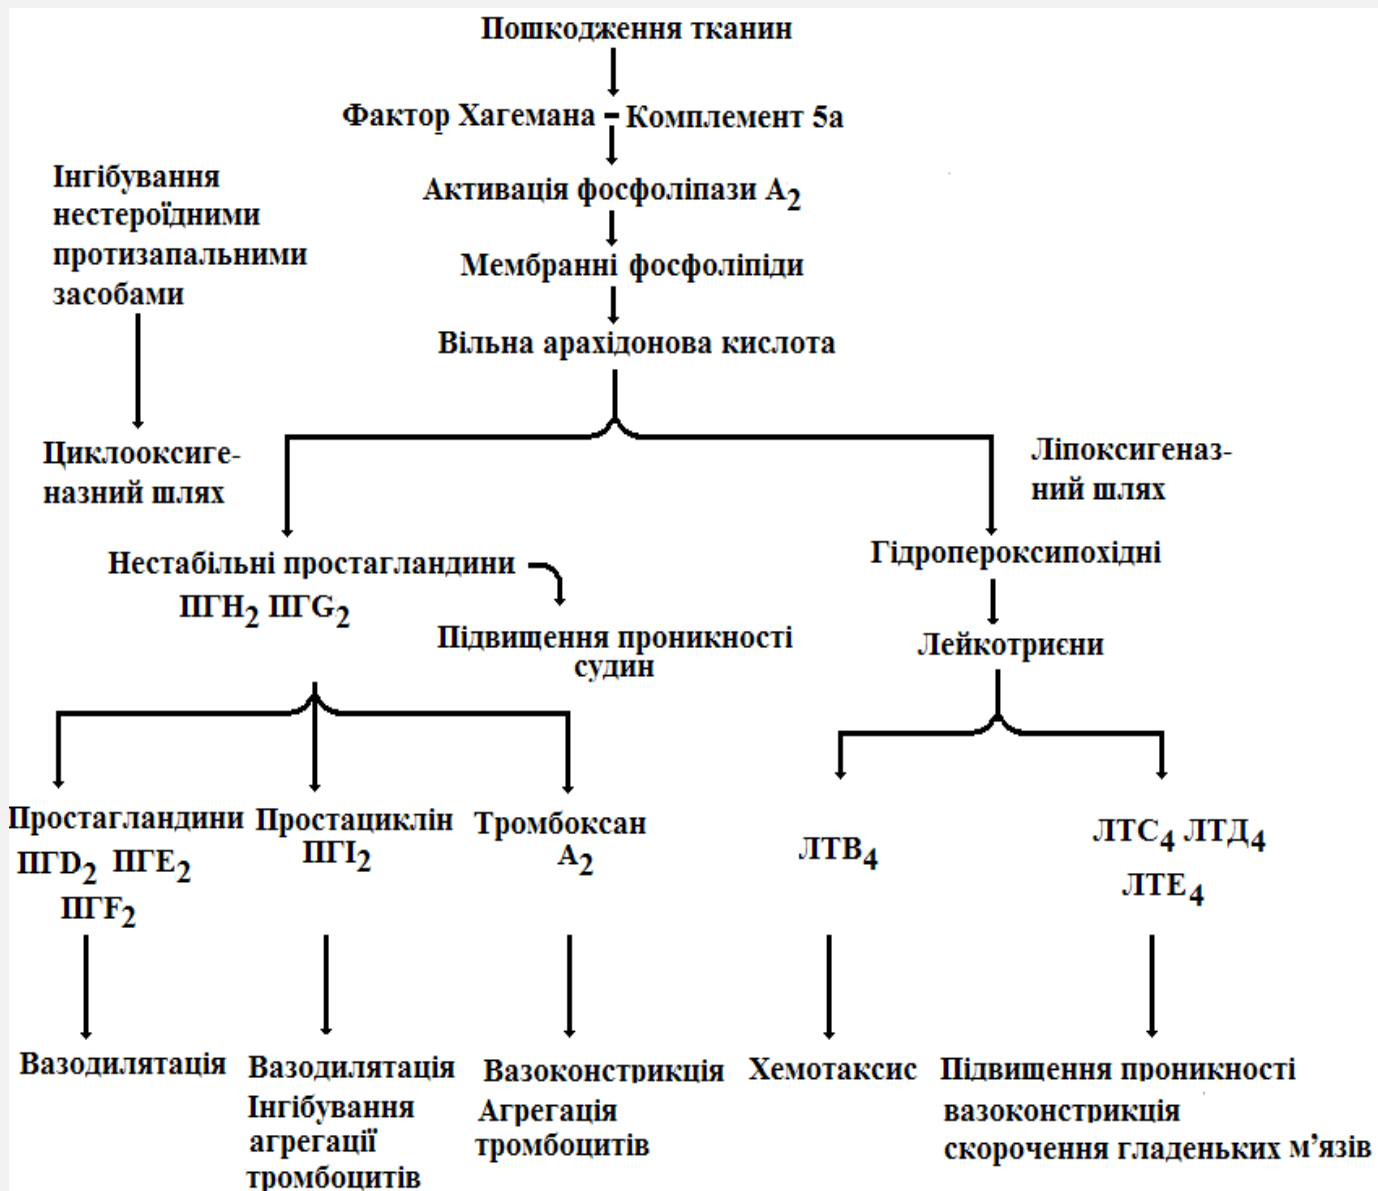 Пошкодження тканин
Фактор Хагемана - Комплемент 5а
Інгібування
нестероїдними
протизапальними
засобами
Активація фосфоліпази А2
Мембранні фосфоліпіди
Вільна арахідонова кислота
Циклооксиге-
назний шлях
Ліпоксигеназ-
ний шлях
Нестабільні простагландини
ПГН2 ПГG2
Підвищення проникності
судин
Гідропероксипохідні
Лейкотриєни
Простагландини
ПГD2 ПГЕ2
ПГF2
Простациклін
ПГІ2
Тромбоксан
А2
ЛТВ4
ЛТС4 ЛТД4
ЛТЕ4
Вазодилятація
Вазодилятація
Інгібування
агрегації
тромбоцитів
Вазоконстрикція
Агрегація
тромбоцитів
Хемотаксис
Підвищення проникності
вазоконстрикція
скорочення гладеньких м’язів